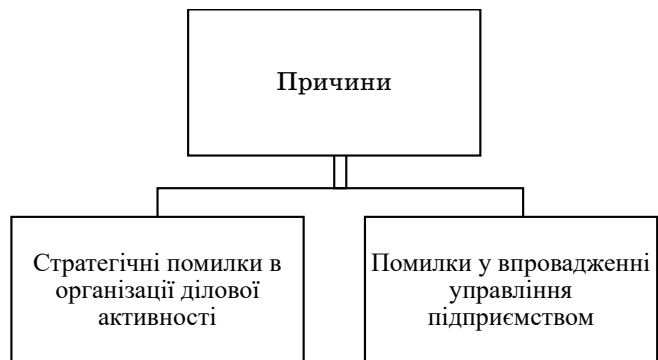 Причини
Стратегічні помилки в
організації ділової
активності
Помилки у впровадженні
управління
підприємством